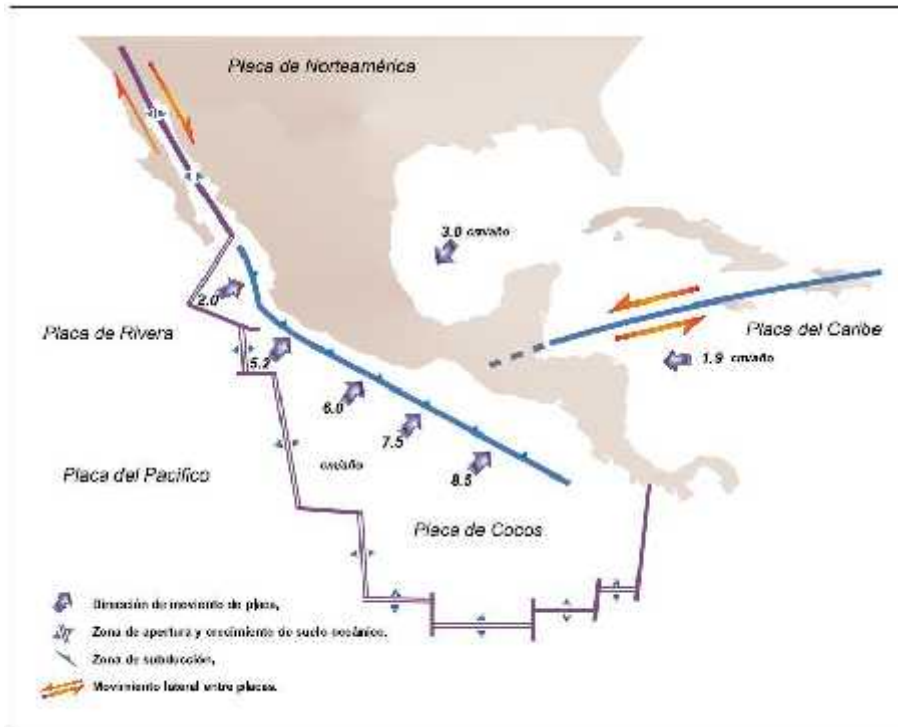 Placa de Norteamérica
3.0 cm/año
2.0
Placa de Rivera
Placa del Caribe
5.2
1.9 cm/año
6.0
7.5
cm/año
8.5
Placa del Pacifico
Placa de Cocos
Dirección de moviento de placa,
Zona de apertura y crecimiento de suelo oceánico.
Zona de subducción,
Movimiento lateral entre placas.